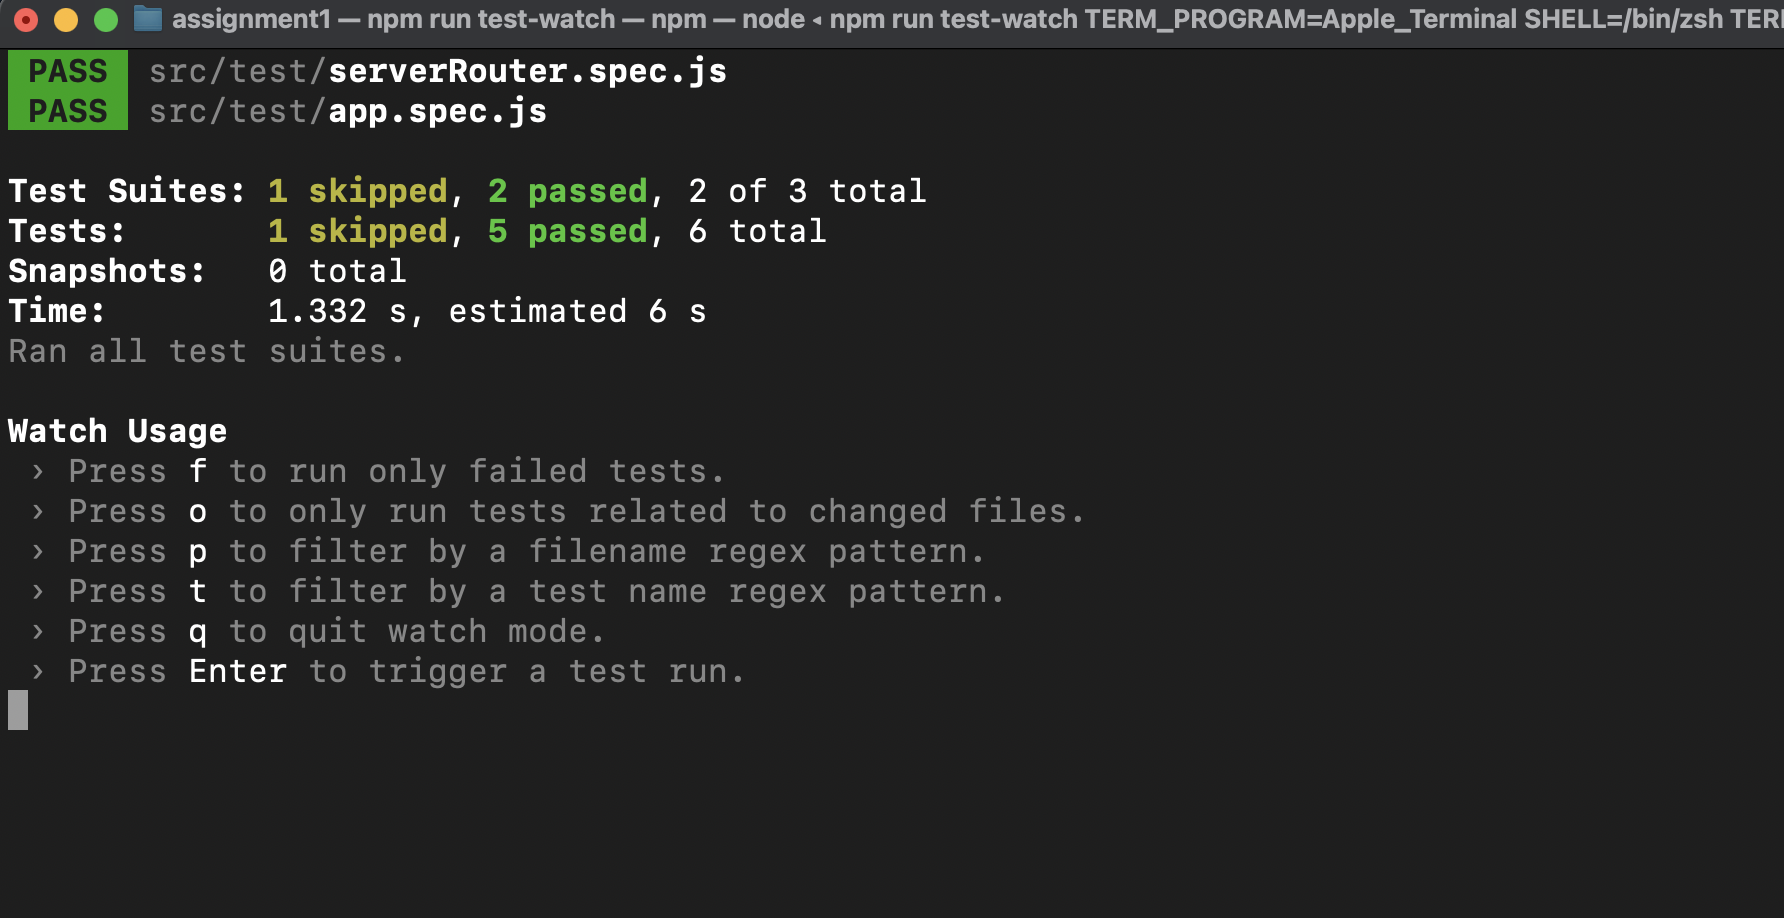 assignment1 — npm run test-watch — npm — node ◂ npm run test-watch TERM_PROGRAM=Apple_Terminal SHELL=/bin/zsh
PASS src/test/serverRouter.spec.js
PASS src/test/app.spec.js
Test Suites: 1 skipped, 2 passed, 2 of 3 total
Tests: 1 skipped, 5 passed, 6 total
Snapshots: 0 total
Time: 1.332 s, estimated 6 s
Ran all test suites.
Watch Usage
› Press f to run only failed tests.
› Press o to only run tests related to changed files.
› Press p to filter by a filename regex pattern.
› Press t to filter by a test name regex pattern.
› Press q to quit watch mode.
› Press Enter to trigger a test run.